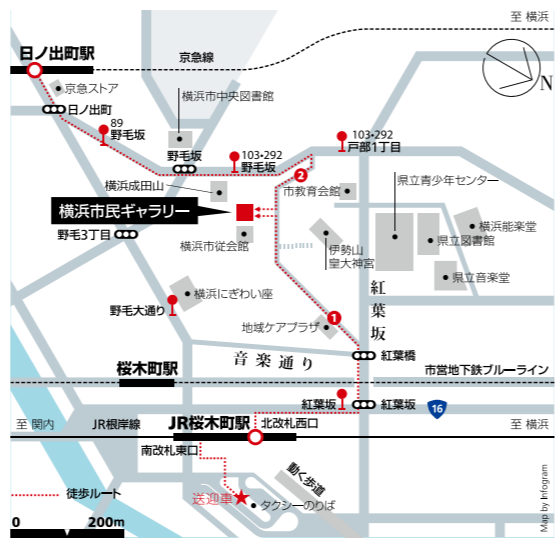 至 横浜
日ノ出町駅
京急線
N
京急ストア
日ノ出町
横浜市中央図書館
89
野毛坂
103・292
戸部1丁目
野毛坂
103・292
野毛坂
2
県立青少年センター
横浜成田山
市教育会館
横浜市民ギャラリー
横浜能楽堂
野毛3丁目
横浜市従会館
伊勢山
皇大神宮
県立図書館
県立音楽堂
横浜にぎわい座
紅葉坂
野毛大通り
1
地域ケアプラザ
音楽通り
紅葉橋
桜木町駅
市営地下鉄ブルーライン
紅葉坂
紅葉坂
16
至 関内
JR根岸線
JR桜木町駅
北改札西口
至 横浜
南改札東口
動く歩道
徒歩ルート
送迎車
タクシーのりば
0
200m
Map by Infogram